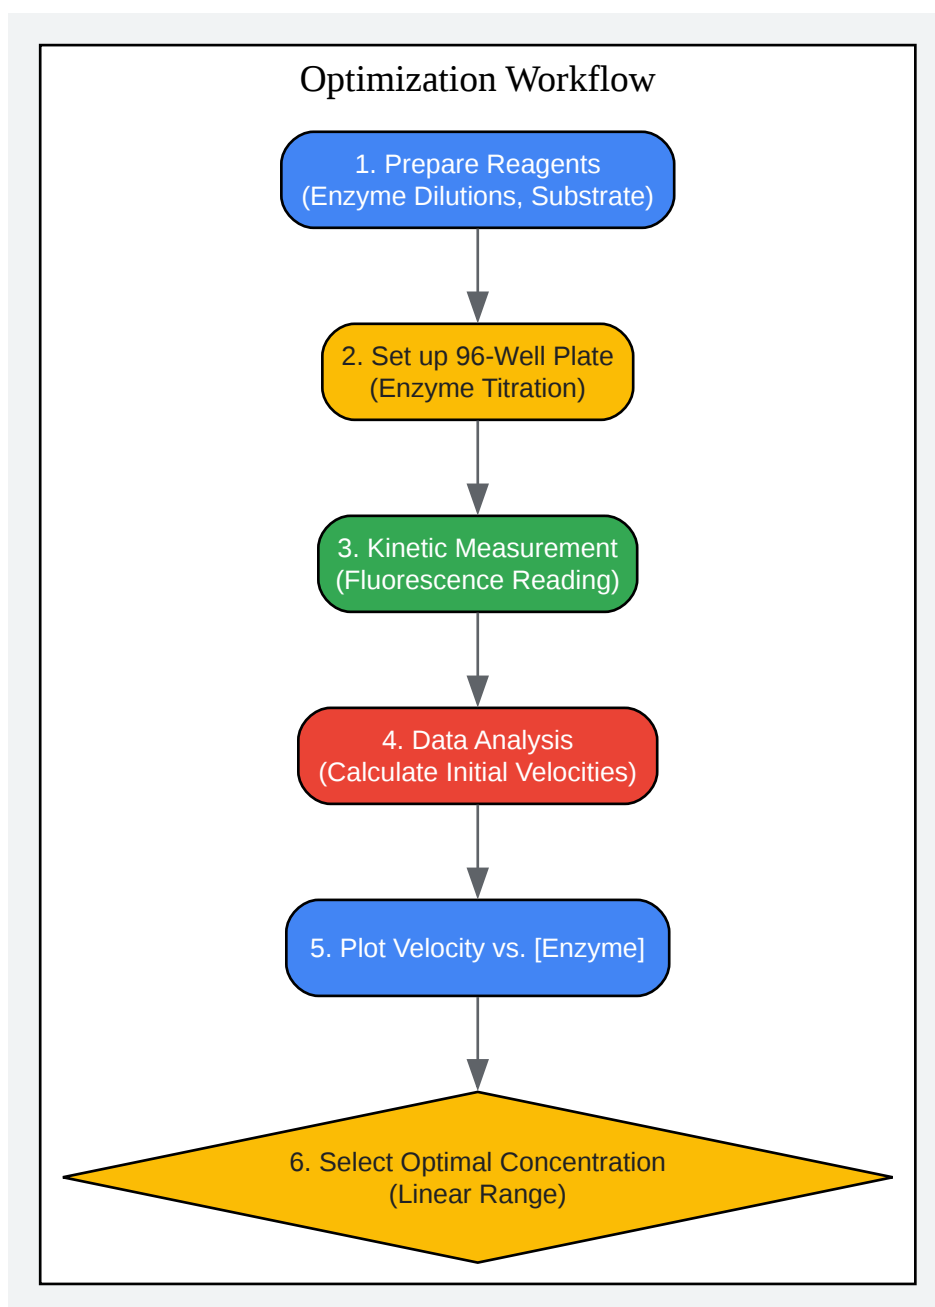 Optimization Workflow
1. Prepare Reagents
(Enzyme Dilutions, Substrate)
2. Set up 96-Well Plate
(Enzyme Titration)
3. Kinetic Measurement
(Fluorescence Reading)
4. Data Analysis
(Calculate Initial Velocities)
5. Plot Velocity vs. [Enzyme]
6. Select Optimal Concentration
(Linear Range)